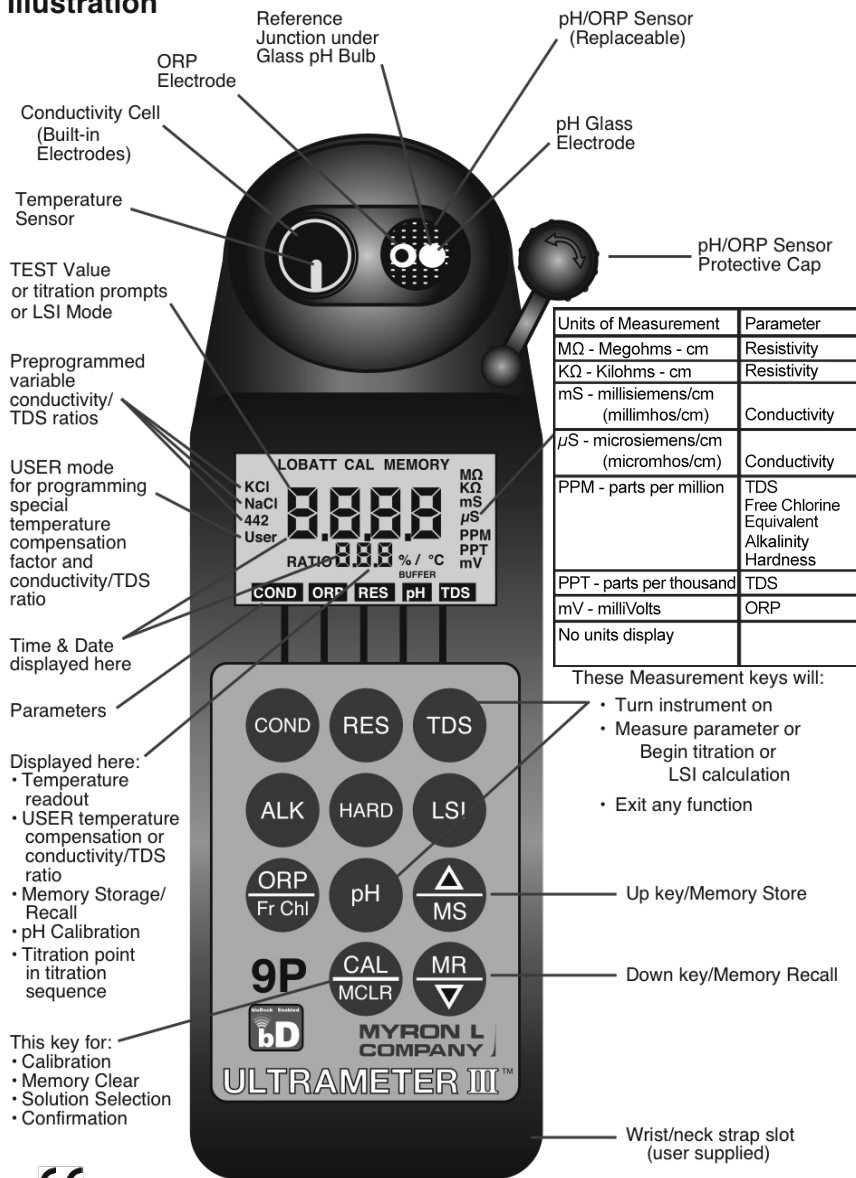 Illustration
Reference
Junction under
Glass pH Bulb
pH/ORP Sensor
(Replaceable)
ORP
Electrode
Conductivity Cell
(Built-in
Electrodes)
pH Glass
Electrode
Temperature
Sensor
pH/ORP Sensor
Protective Cap
TEST Value
or titration prompts
or LSI Mode
Preprogrammed
variable
conductivity/
TDS ratios
USER mode
for programming
special
temperature
compensation
factor and
conductivity/TDS
ratio
Time & Date
displayed here
Parameters
Displayed here:
• Temperature
readout
• USER temperature
compensation or
conductivity/TDS
ratio
• Memory Storage/
Recall
• pH Calibration
• Titration point
in titration
sequence
This key for:
• Calibration
• Memory Clear
• Solution Selection
• Confirmation
CE
LOBATT CAL MEMORY
KCl
NaCl
442
User
8.8.8.8
MΩ
KΩ
mS
µS
PPM
PPT
mV
RATIO 8.8.8 % / °C
BUFFER
COND ORP RES pH TDS
COND RES TDS
ALK HARD LSI
ORP
Fr Chl
pH
MS
CAL
MCLR
MR
9P
bluDock Enabled
bD
MYRON L
COMPANY
ULTRAMETER III™
Units of Measurement Parameter
MΩ - Megohms - cm Resistivity
KΩ - Kilohms - cm Resistivity
mS - millisiemens/cm
(millimhos/cm) Conductivity
µS - microsiemens/cm
(micromhos/cm) Conductivity
PPM - parts per million TDS
Free Chlorine
Equivalent
Alkalinity
Hardness
PPT - parts per thousand TDS
mV - milliVolts ORP
No units display
These Measurement keys will:
• Turn instrument on
• Measure parameter or
Begin titration or
LSI calculation
• Exit any function
Up key/Memory Store
Down key/Memory Recall
Wrist/neck strap slot
(user supplied)